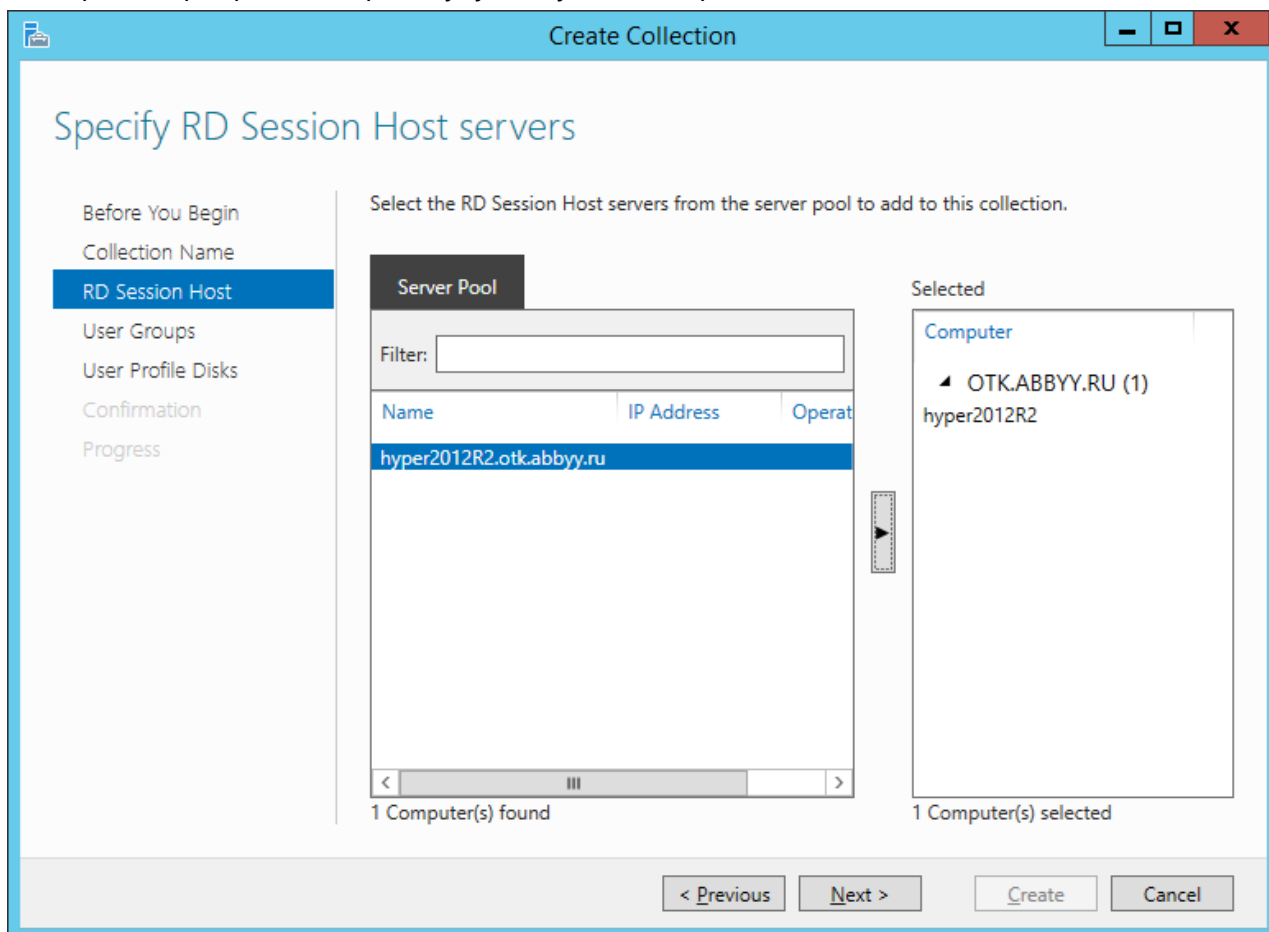 Create Collection
Specify RD Session Host servers
Before You Begin
Collection Name
RD Session Host
User Groups
User Profile Disks
Confirmation
Progress
Select the RD Session Host servers from the server pool to add to this collection.
Server Pool
Filter:
Name IP Address Operat
hyper2012R2.otk.abbyy.ru
1 Computer(s) found
Selected
Computer
OTK.ABBYY.RU (1)
hyper2012R2
1 Computer(s) selected
< Previous Next > Create Cancel